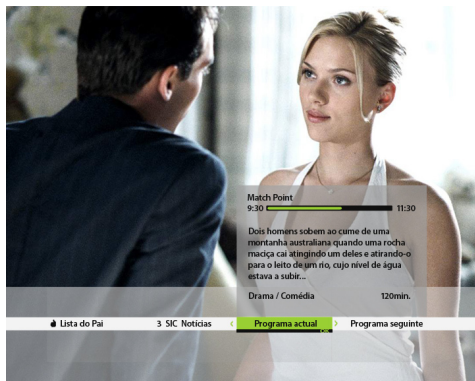 Match Point
9:30 11:30
Dois homens sobem ao cume de uma
montanha australiana quando uma rocha
maciça cai atingindo um deles e atirando-o
para o leito de um rio, cujo nível de água
estava a subir...
Drama / Comédia 120min.
Lista do Pai 3 SIC Notícias ‹ Programa actual › Programa seguinte
OK